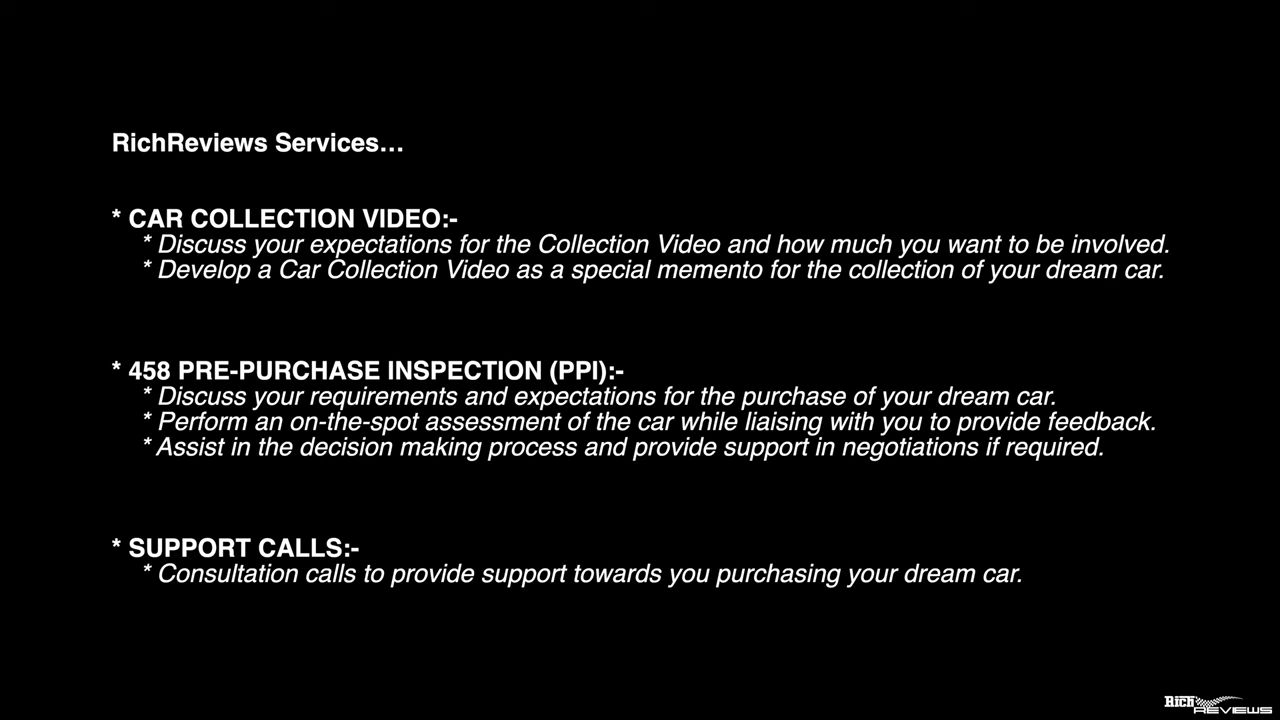 RichReviews Services...
* CAR COLLECTION VIDEO:-
* Discuss your expectations for the Collection Video and how much you want to be involved.
* Develop a Car Collection Video as a special memento for the collection of your dream car.
* 458 PRE-PURCHASE INSPECTION (PPI):-
* Discuss your requirements and expectations for the purchase of your dream car.
* Perform an on-the-spot assessment of the car while liaising with you to provide feedback.
* Assist in the decision making process and provide support in negotiations if required.
* SUPPORT CALLS:-
* Consultation calls to provide support towards you purchasing your dream car.
Rich
REVIEWS